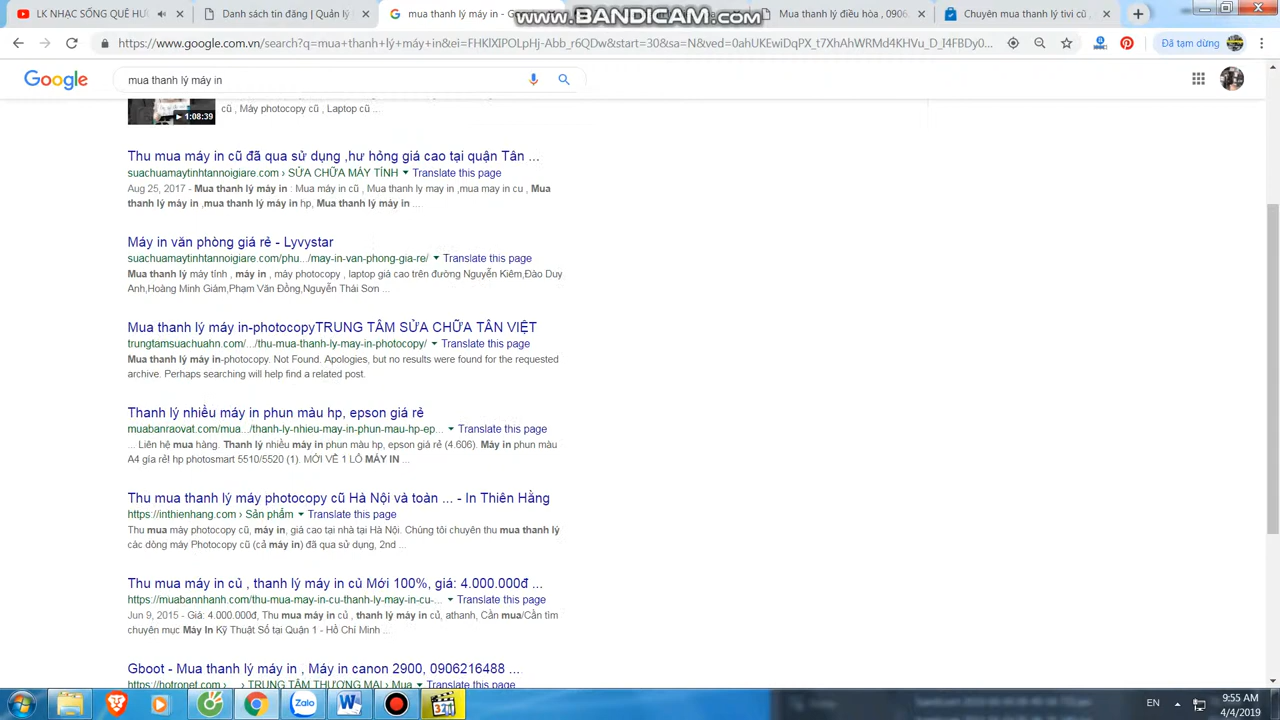 LK NHẠC SỐNG QUÊ HƯ
Danh sách tin đăng | Quản lý
mua thanh lý máy in - G
www.BANDICAM.com
Mua thanh lý điều hòa , 0906
Chuyên mua thanh lý tivi cũ ,
https://www.google.com.vn/search?q=mua+thanh+lý+máy+in&ei=FHKlXIPOLpHr
Đã tạm dừng
Google
mua thanh lý máy in
1:08:39
cũ , Máy photocopy cũ , Laptop cũ ...
Thu mua máy in cũ đã qua sử dụng ,hư hỏng giá cao tại quận Tân ...
suachuamaytinhtannoigiare.com › SỬA CHỮA MÁY TÍNH Translate this page
Aug 25, 2017 - Mua thanh lý máy in : Mua máy in cũ , Mua thanh ly may in ,mua may in cu , Mua
thanh lý máy in ,mua thanh lý máy in hp, Mua thanh lý máy in ...
Máy in văn phòng giá rẻ - Lyvystar
suachuamaytinhtannoigiare.com/phu.../may-in-van-phong-gia-re/ Translate this page
Mua thanh lý máy tính , máy in , máy photocopy , laptop giá cao trên đường Nguyễn Kiệm,Đào Duy
Anh,Hoàng Minh Giám,Phạm Văn Đồng,Nguyễn Thái Sơn ...
Mua thanh lý máy in-photocopyTRUNG TÂM SỬA CHỮA TÂN VIỆT
trungtamsuachuahn.com/.../thu-mua-thanh-ly-may-in-photocopy/ Translate this page
Mua thanh lý máy in-photocopy. Not Found. Apologies, but no results were found for the requested
archive. Perhaps searching will help find a related post.
Thanh lý nhiều máy in phun màu hp, epson giá rẻ
muabanraovat.com/mua.../thanh-ly-nhieu-may-in-phun-mau-hp-ep... Translate this page
... Liên hệ mua hàng. Thanh lý nhiều máy in phun màu hp, epson giá rẻ (4.606). Máy in phun màu
A4 gía rẻ! hp photosmart 5510/5520 (1). MỚI VỀ 1 LÔ MÁY IN ...
Thu mua thanh lý máy photocopy cũ Hà Nội và toàn ... - In Thiên Hằng
https://inthienhang.com › Sản phẩm Translate this page
Thu mua mày photocopy cũ, máy in, giá cao tại nhà tại Hà Nội. Chúng tôi chuyên thu mua thanh lý
các dòng máy Photocopy cũ (cả máy in) đã qua sử dụng, 2nd ...
Thu mua máy in củ , thanh lý máy in củ Mới 100%, giá: 4.000.000đ ...
https://muabannhanh.com/thu-mua-may-in-cu-thanh-ly-may-in-cu-... Translate this page
Jun 9, 2015 - Giá: 4.000.000đ, Thu mua máy in củ , thanh lý máy in củ, athanh, Cần mua/Cần tìm
chuyên mục Máy In Kỹ Thuật Số tại Quận 1 - Hồ Chí Minh ...
Gboot - Mua thanh lý máy in , Máy in canon 2900, 0906216488 ...
https://hotronet.com › ... › TRUNG TÂM THƯƠNG MẠI › Mua Translate this page
Zalo
321
EN
9:55 AM
4/4/2019